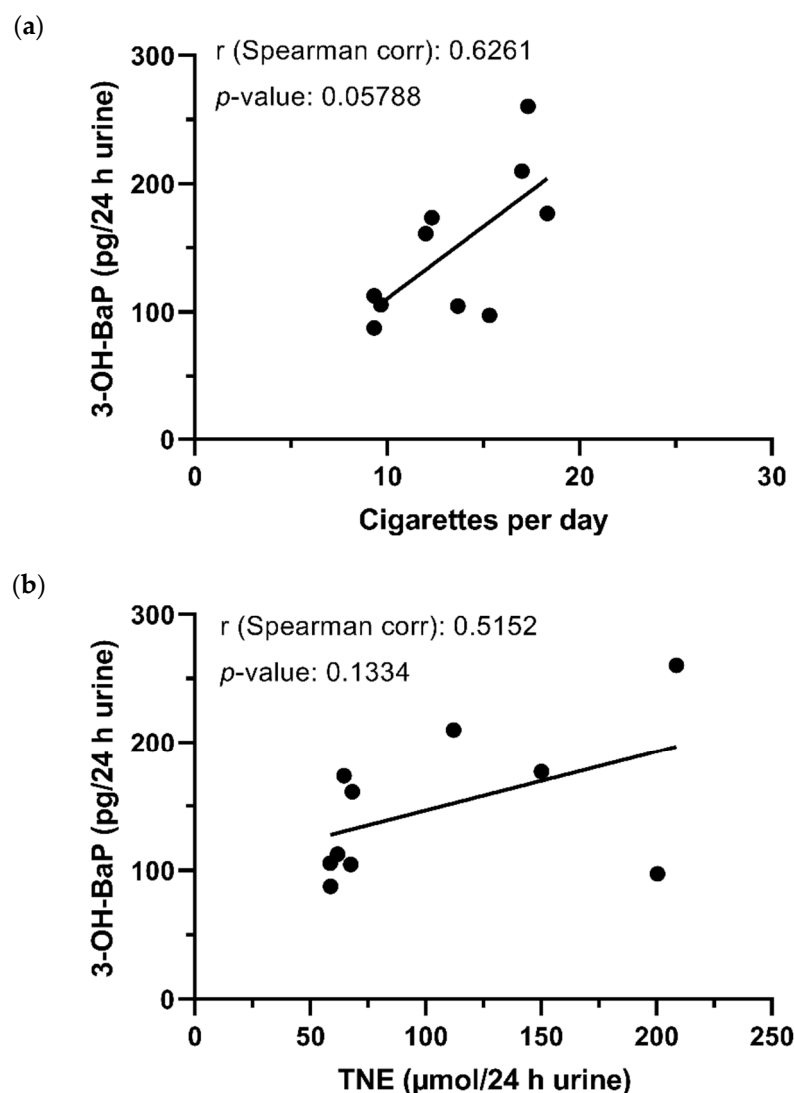 (a)
r (Spearman corr): 0.6261
p-value: 0.05788
3-OH-BaP (pg/24 h urine)
300
200
100
0
0 10 20 30
Cigarettes per day
(b)
r (Spearman corr): 0.5152
p-value: 0.1334
3-OH-BaP (pg/24 h urine)
300
200
100
0
0 50 100 150 200 250
TNE (µmol/24 h urine)